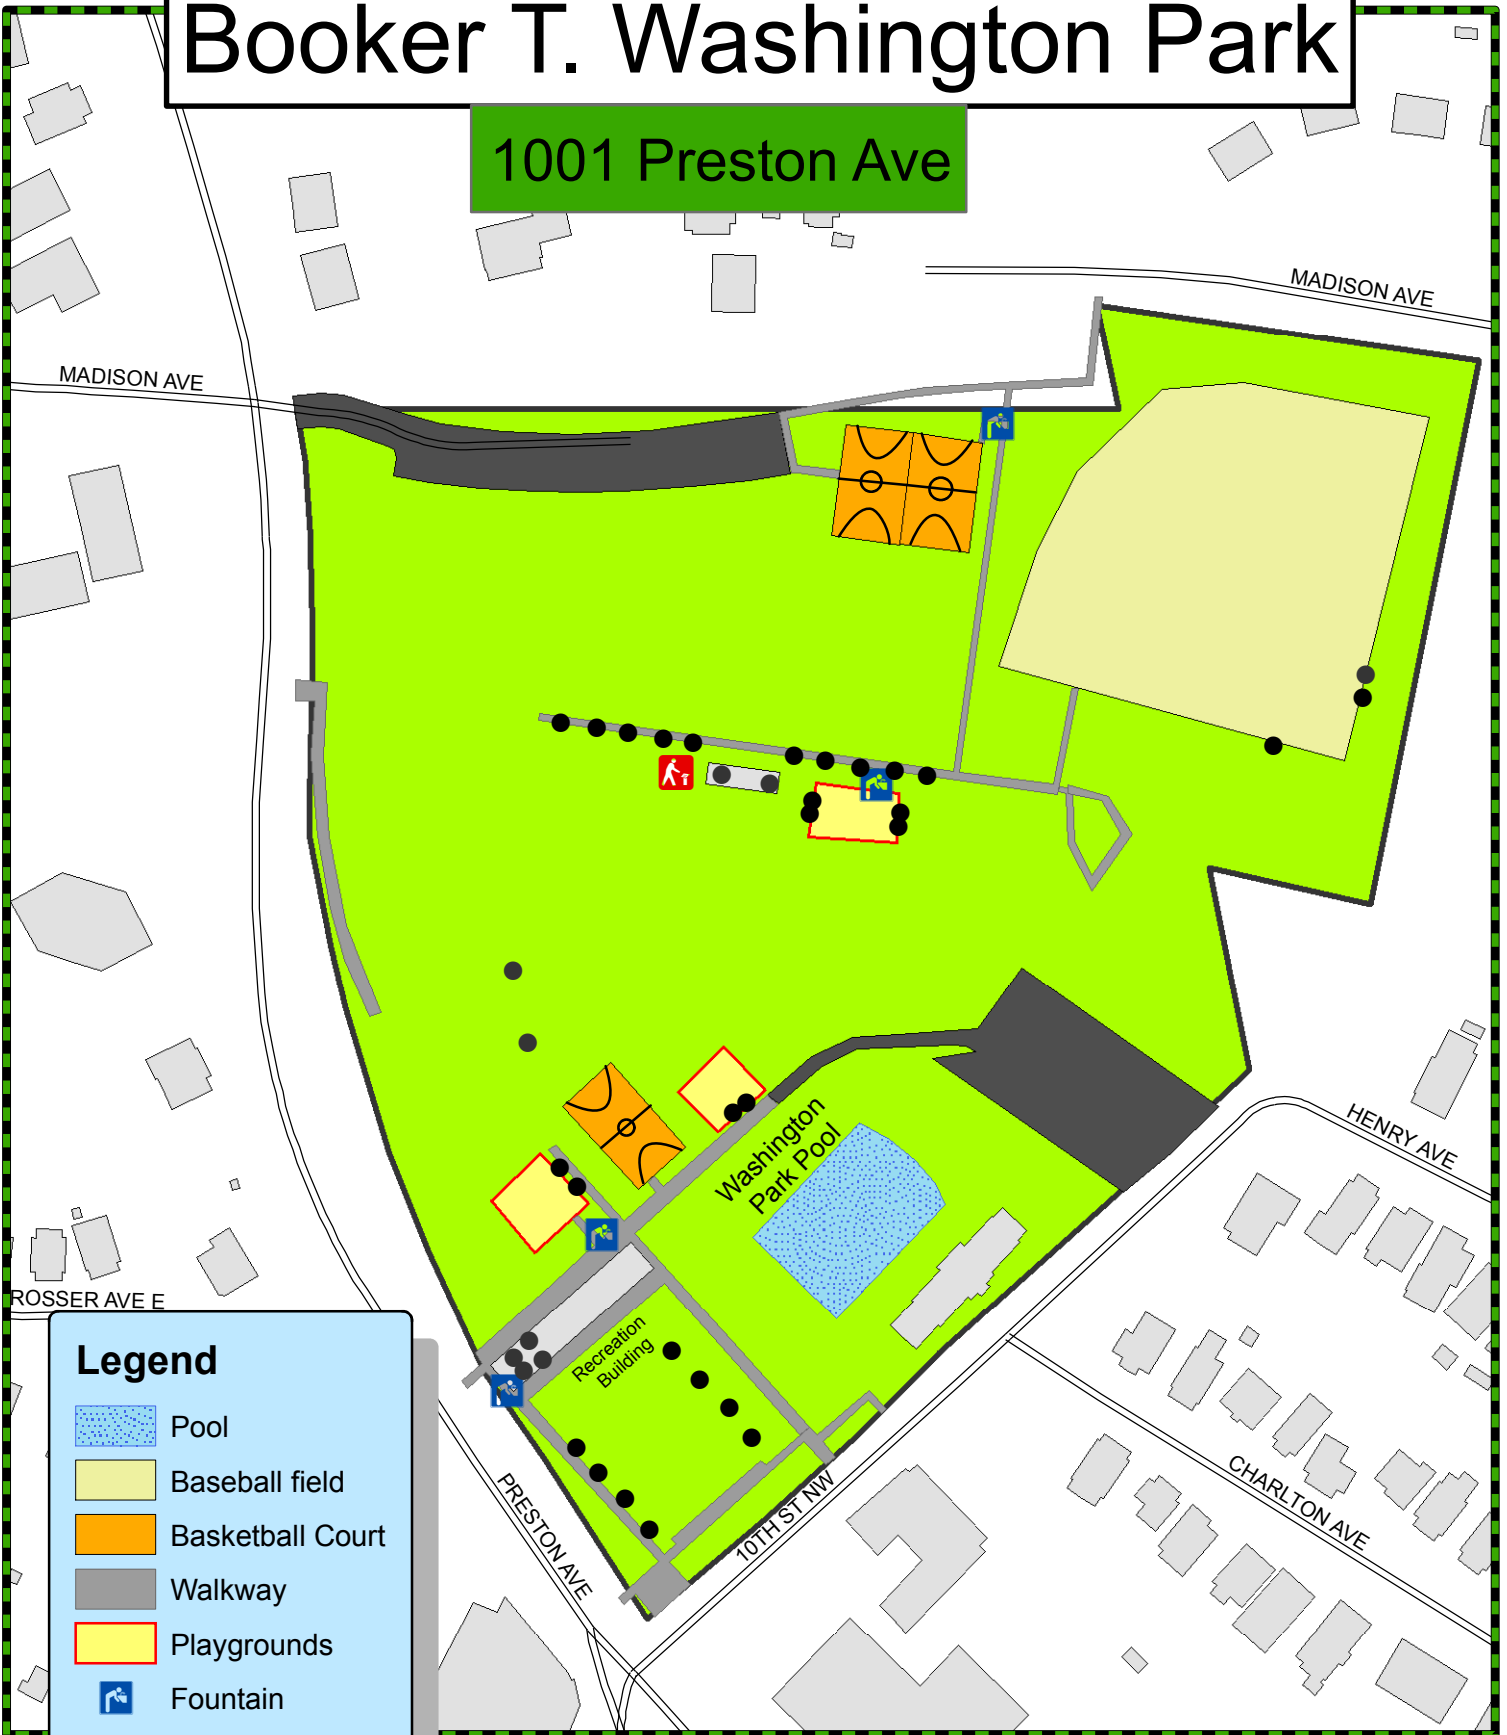 Booker T. Washington Park
1001 Preston Ave
MADISON AVE
MADISON AVE
HENRY AVE
Washington
Park Pool
ROSSER AVE E
Recreation
Building
Legend
Pool
Baseball field
Basketball Court
Walkway
Playgrounds
Fountain
PRESTON AVE
10TH ST NW
CHARLTON AVE